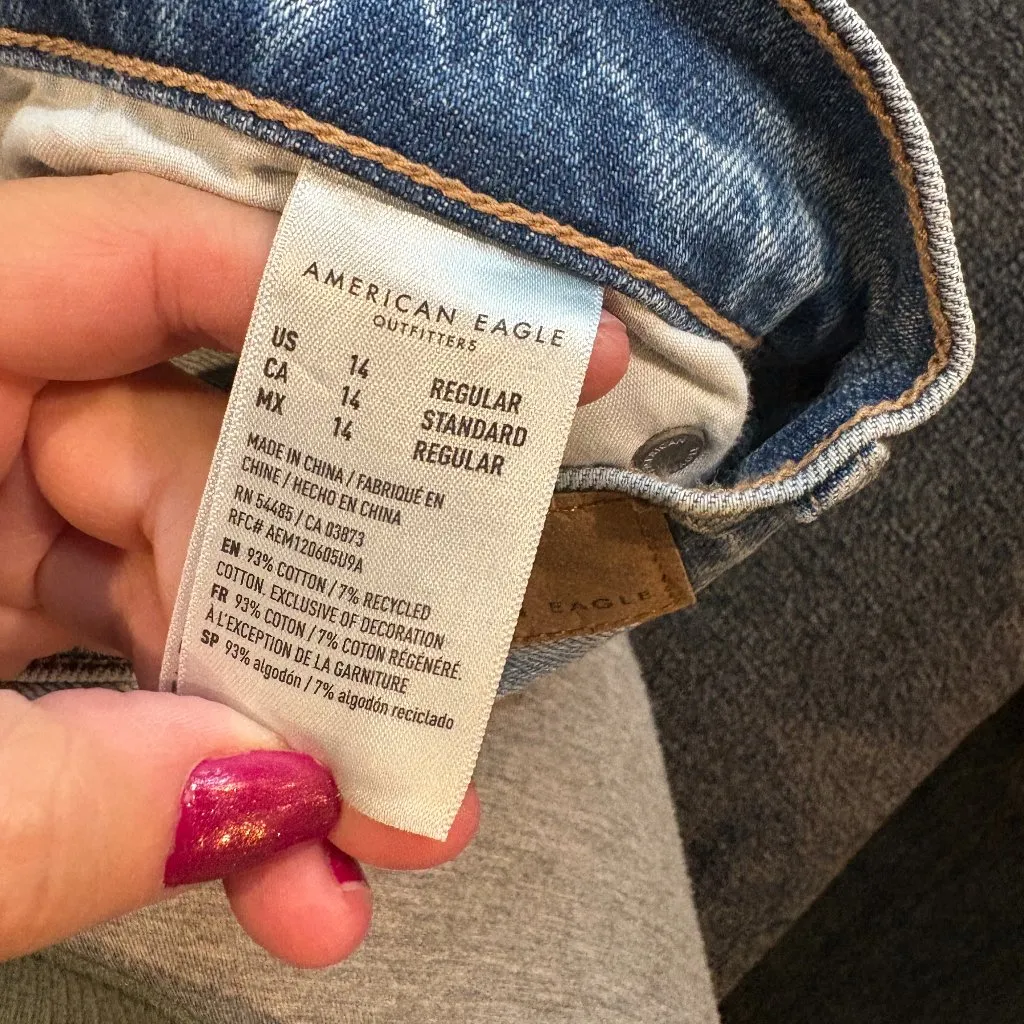 AMERICAN EAGLE
OUTFITTERS
US 14 REGULAR
CA 14 STANDARD
MX 14 REGULAR
MADE IN CHINA / FABRIQUÉ EN
CHINE / HECHO EN CHINA
RN 54485 / CA 03873
RFC# AEM120605U9A
EN 93% COTTON / 7% RECYCLED
COTTON. EXCLUSIVE OF DECORATION
FR 93% COTON / 7% COTON RÉGÉNÉRÉ.
À L'EXCEPTION DE LA GARNITURE
SP 93% algodón / 7% algodón reciclado
EAGLE